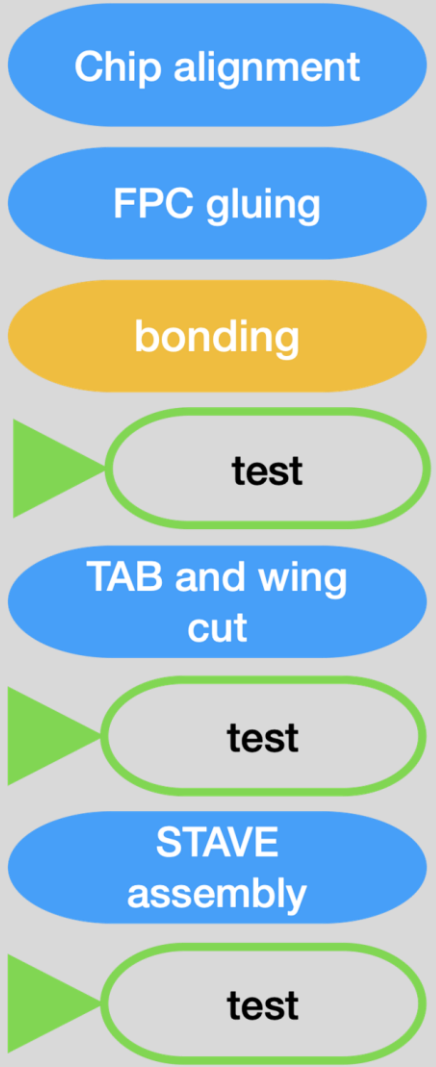 Chip alignment
FPC gluing
bonding
test
TAB and wing
cut
test
STAVE
assembly
test